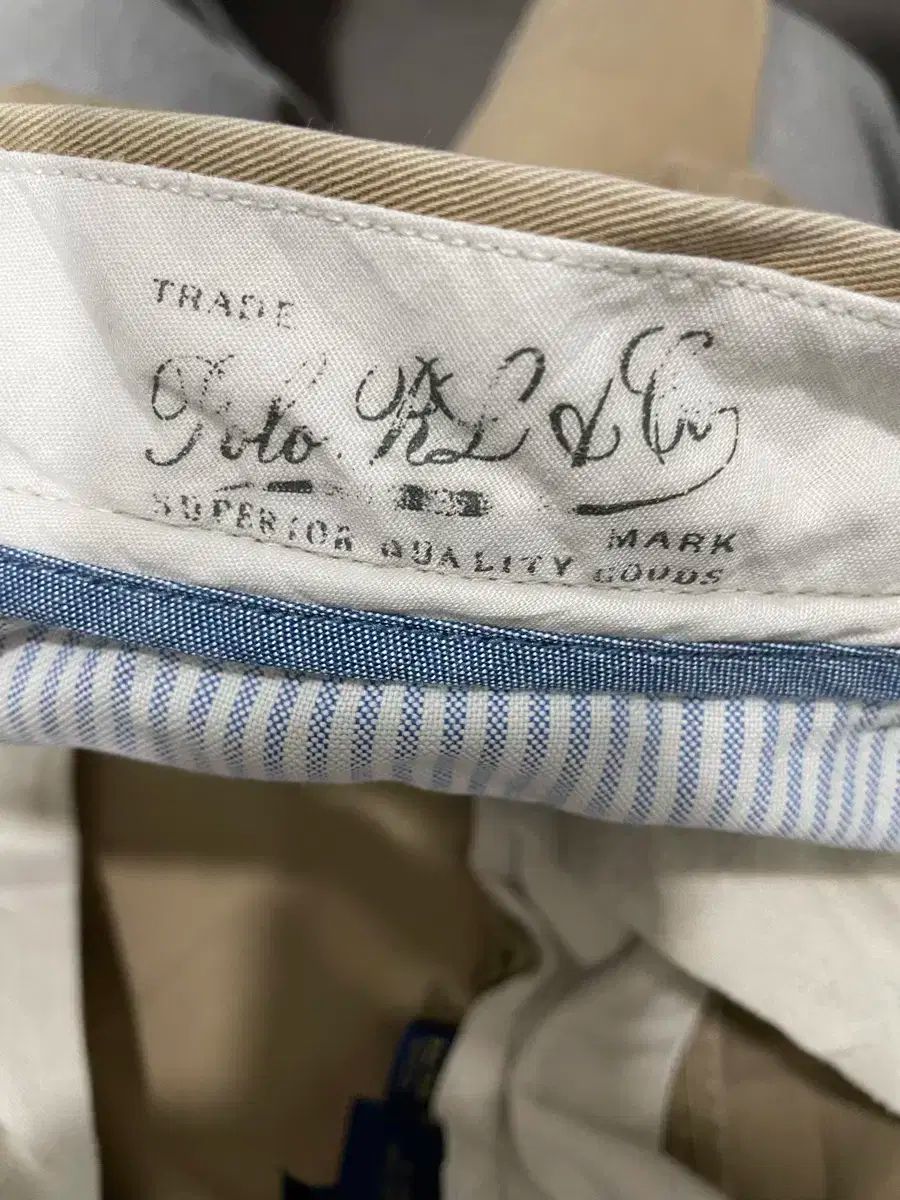 TRADE
Polo RL & Co
MARK
SUPERIOR QUALITY GOODS